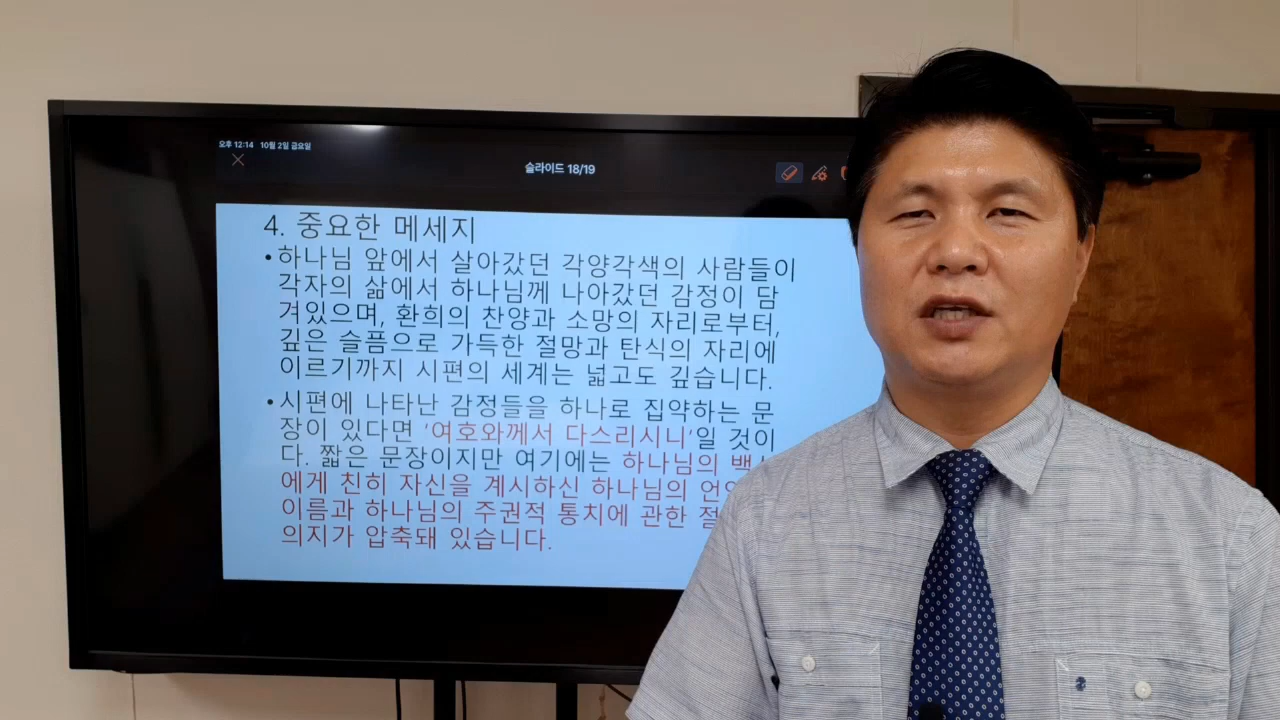 오후 12:14 10월 2일 금요일
슬라이드 18/19
4. 중요한 메세지
• 하나님 앞에서 살아갔던 각양각색의 사람들이
각자의 삶에서 하나님께 나아갔던 감정이 담
겨있으며, 환희의 찬양과 소망의 자리로부터,
깊은 슬픔으로 가득한 절망과 탄식의 자리에
이르기까지 시편의 세계는 넓고도 깊습니다.
• 시편에 나타난 감정들을 하나로 집약하는 문
장이 있다면 '여호와께서 다스리시니'일 것이
다. 짧은 문장이지만 여기에는 하나님의
에게 친히 자신을 계시하신 하나님의
이름과 하나님의 주권적 통치에 관한
의지가 압축돼 있습니다.